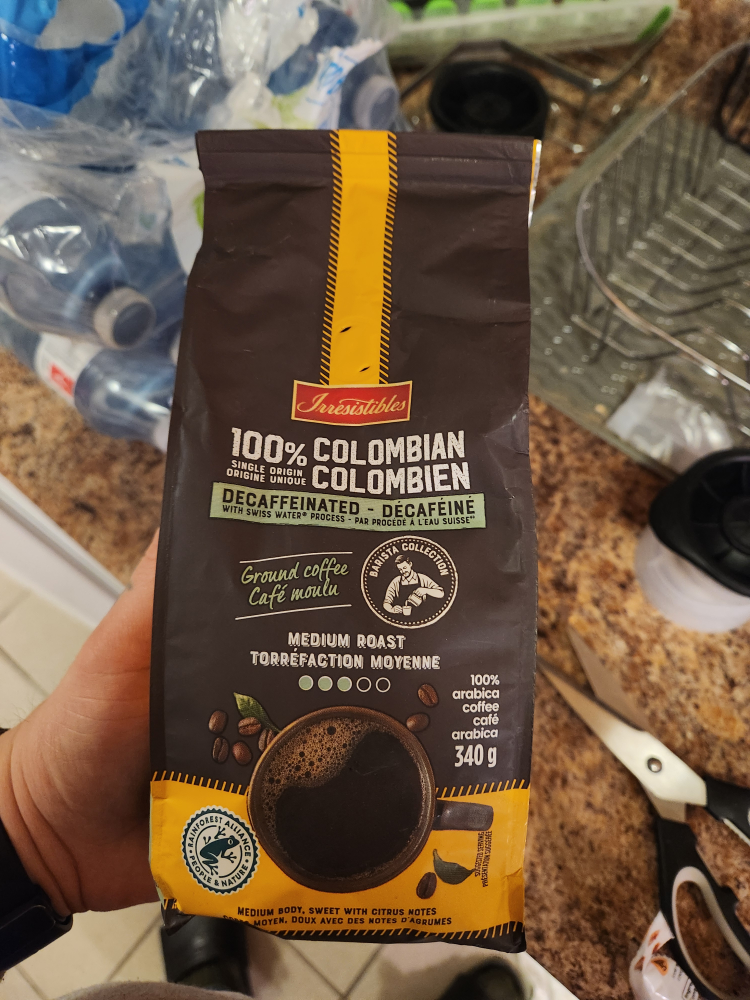 Irresistibles
100% COLOMBIAN
SINGLE ORIGIN
ORIGINE UNIQUE COLOMBIEN
DECAFFEINATED - DÉCAFÉINÉ
WITH SWISS WATER® PROCESS - PAR PROCÉDÉ À L'EAU SUISSE
Ground coffee
Café moulu
BARISTA COLLECTION
MEDIUM ROAST
TORRÉFACTION MOYENNE
100%
arabica
coffee
café
arabica
340 g
RAINFOREST ALLIANCE
PEOPLE & NATURE
MEDIUM BODY, SWEET WITH CITRUS NOTES
MOYEN, DOUX AVEC DES NOTES D'AGRUMES